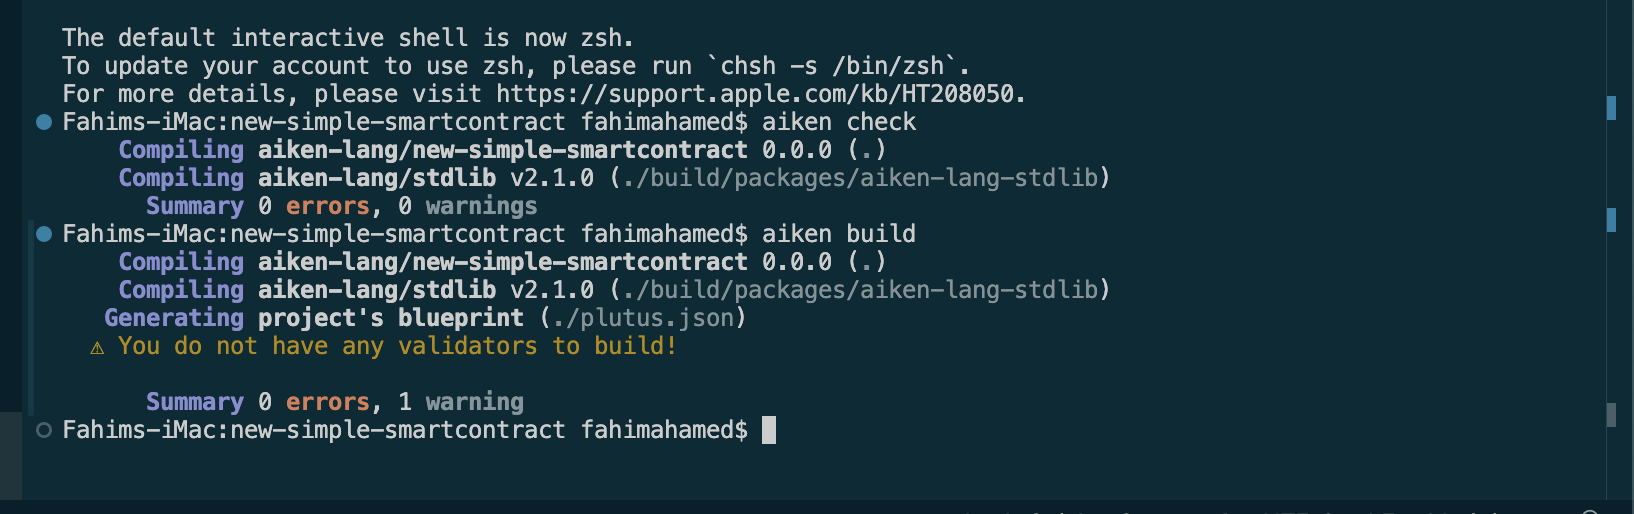 The default interactive shell is now zsh.
To update your account to use zsh, please run `chsh -s /bin/zsh`.
For more details, please visit https://support.apple.com/kb/HT208050.
Fahims-iMac:new-simple-smartcontract fahimahamed$ aiken check
Compiling aiken-lang/new-simple-smartcontract 0.0.0 (.)
Compiling aiken-lang/stdlib v2.1.0 (./build/packages/aiken-lang-stdlib)
Summary 0 errors, 0 warnings
Fahims-iMac:new-simple-smartcontract fahimahamed$ aiken build
Compiling aiken-lang/new-simple-smartcontract 0.0.0 (.)
Compiling aiken-lang/stdlib v2.1.0 (./build/packages/aiken-lang-stdlib)
Generating project's blueprint (./plutus.json)
⚠ You do not have any validators to build!
Summary 0 errors, 1 warning
Fahims-iMac:new-simple-smartcontract fahimahamed$